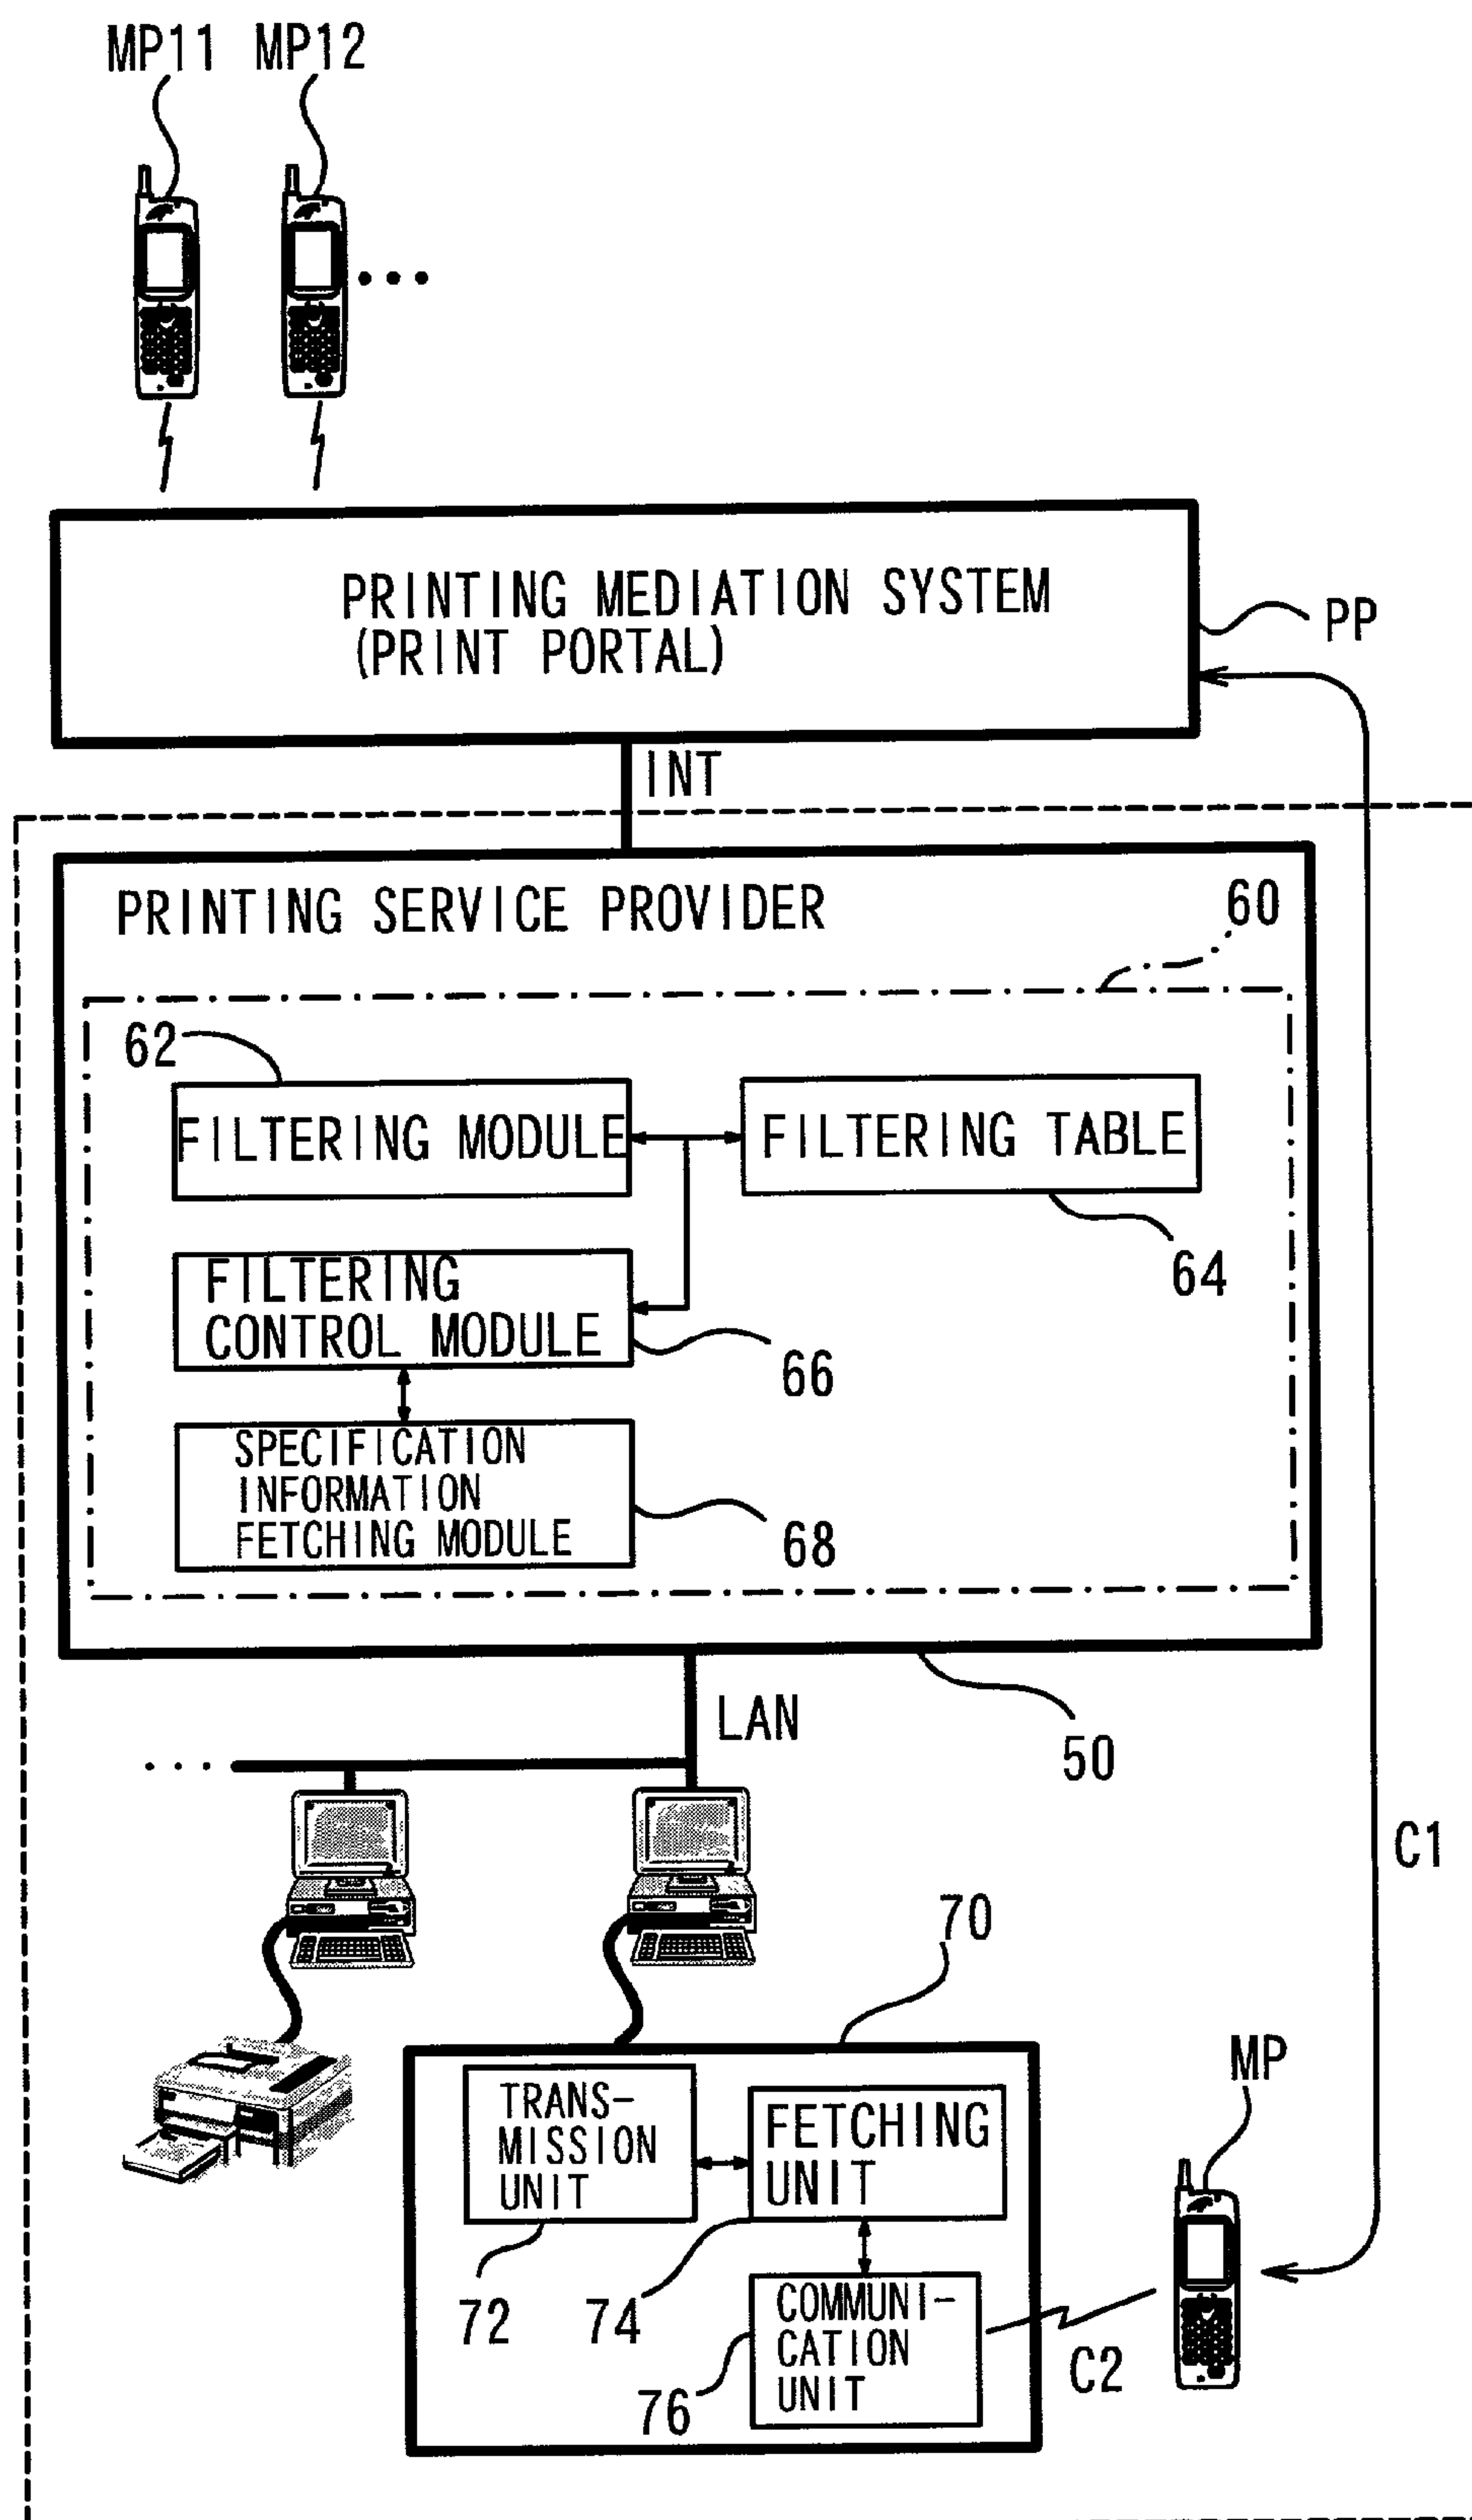 MP11 MP12
PRINTING MEDIATION SYSTEM
(PRINT PORTAL)
PP
INT
PRINTING SERVICE PROVIDER
60
62
FILTERING MODULE
FILTERING TABLE
64
FILTERING
CONTROL MODULE
66
SPECIFICATION
INFORMATION
FETCHING MODULE
68
LAN
50
C1
70
MP
TRANS-
MISSION
UNIT
FETCHING
UNIT
72
74
COMMUNI-
CATION
UNIT
76
C2